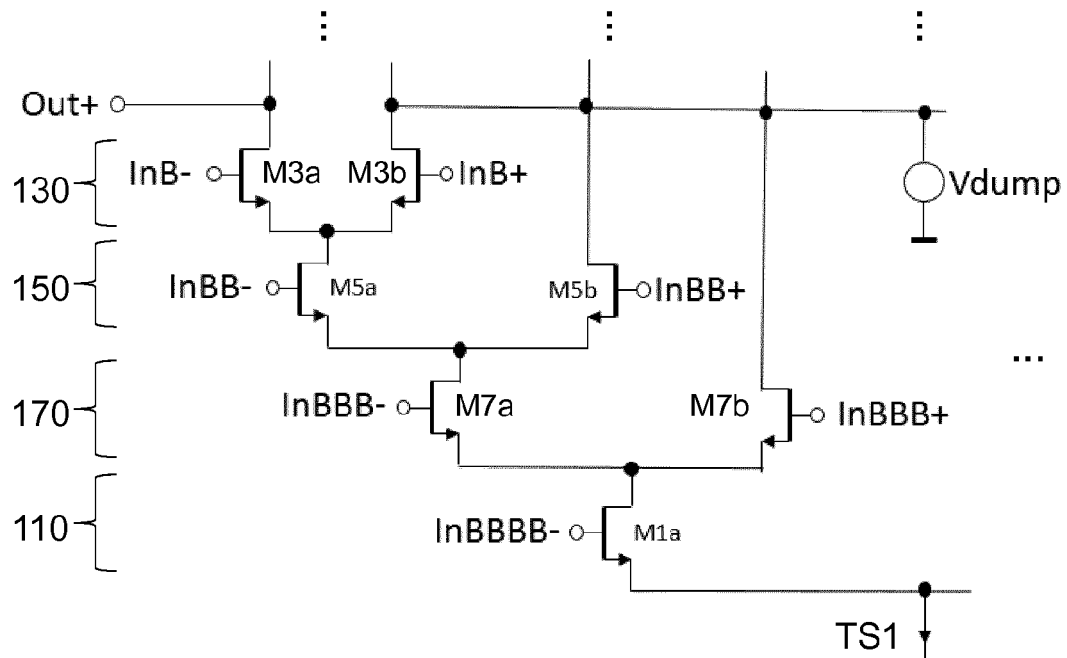 Out+
130
InB-
M3a
M3b
InB+
Vdump
150
InBB-
M5a
M5b
InBB+
170
InBBB-
M7a
M7b
InBBB+
110
InBBBB-
M1a
TS1